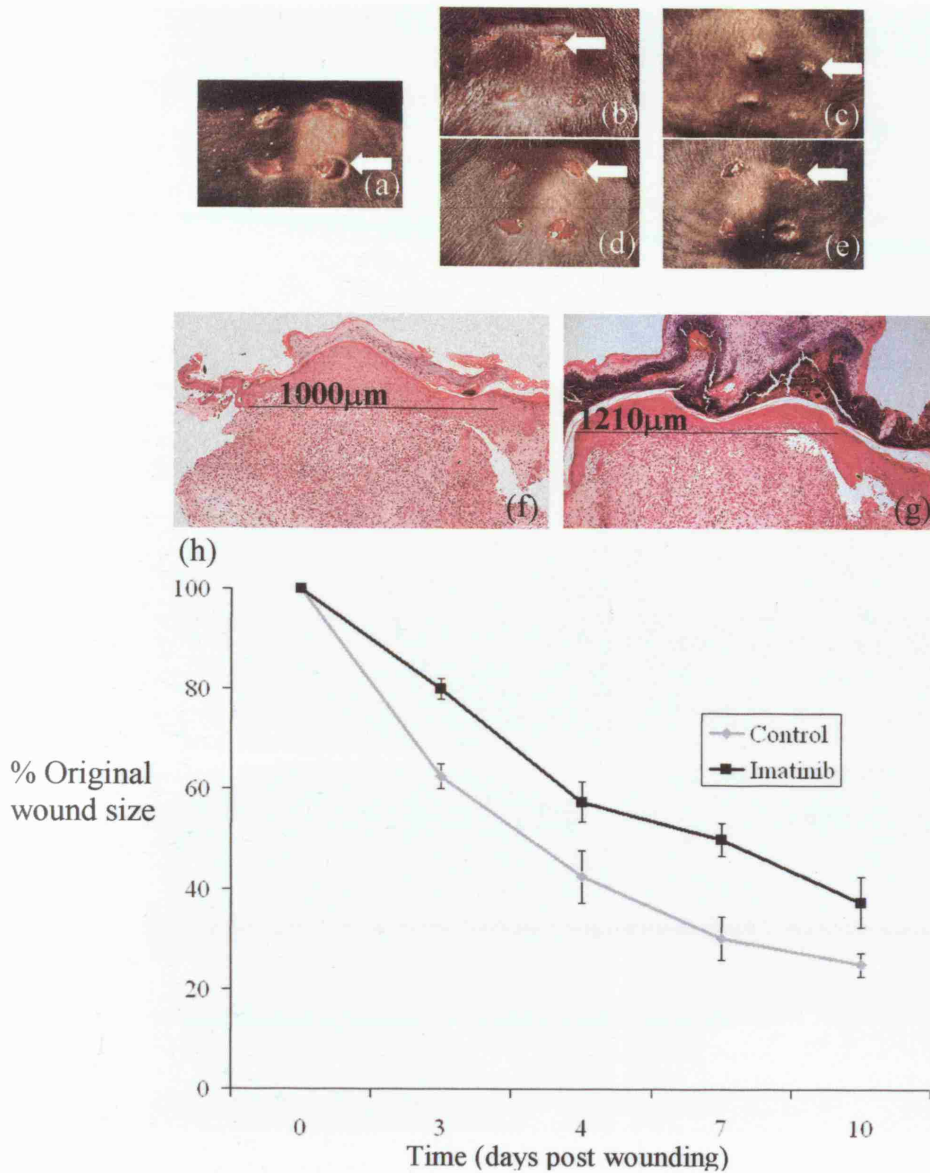 (b)
(c)
(a)
(d)
(e)
1000μm
1210μm
(f)
(g)
(h)
100
80
60
40
20
0
% Original
wound size
Control
Imatinib
0 3 4 7 10
Time (days post wounding)